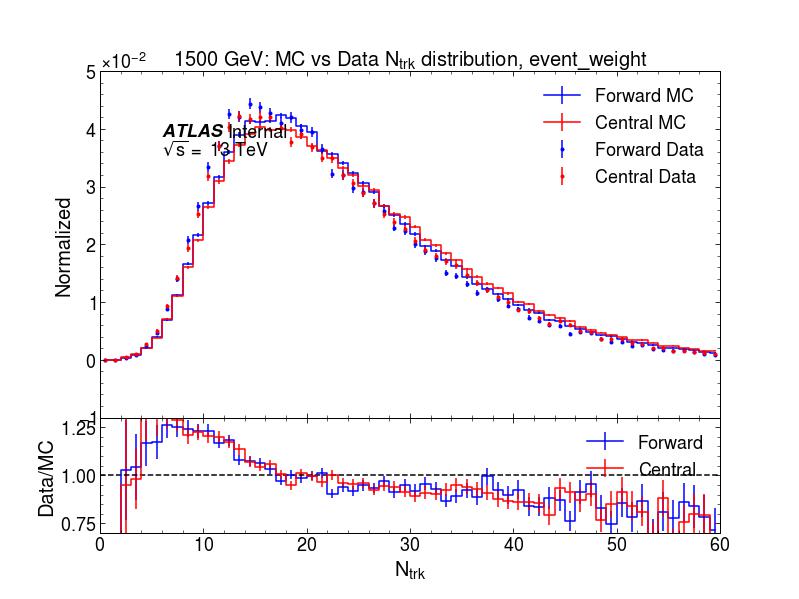 ×10⁻² 1500 GeV: MC vs Data N_trk distribution, event_weight
5
4
3
2
1
0
−1
Normalized
ATLAS Internal
√s = 13 TeV
Forward MC
Central MC
Forward Data
Central Data
1.25
1.00
0.75
Data/MC
Forward
Central
0 10 20 30 40 50 60
N_trk